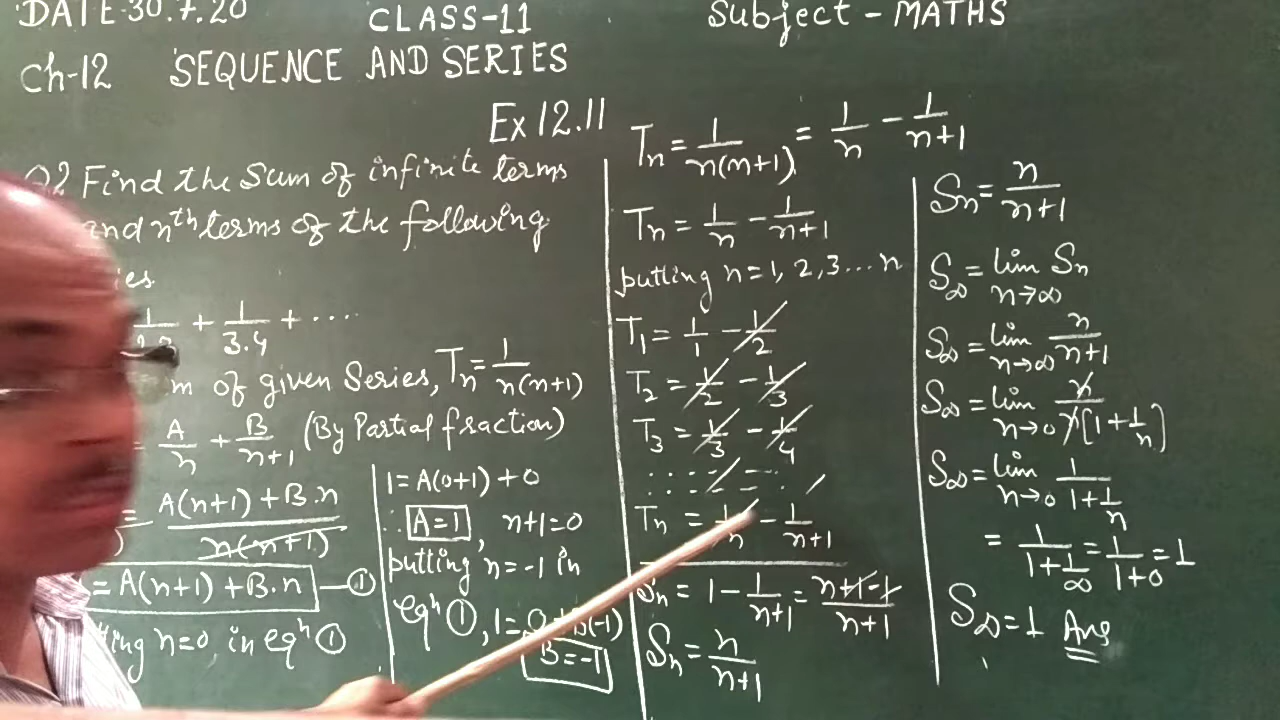 DATE-30.7.20 CLASS-11 Subject - MATHS
Ch-12 SEQUENCE AND SERIES
Ex 12.11
Q2 Find the Sum of infinite terms
and nth terms of the following
ies
1/2.3 + 1/3.4 + ....
m of given Series, Tn = 1/n(n+1)
= A/n + B/n+1 (By Partial fraction)
= A(n+1) + B.n / n(n+1)
= A(n+1) + B.n — ①
ting n=0, in eqn ①
1 = A(0+1) + 0
∴ A = 1, n+1=0
putting n=-1 in
eqn ①, 1 = 0 + B(-1)
B = -1
Tn = 1/n(n+1) = 1/n - 1/n+1
Tn = 1/n - 1/n+1
putting n=1, 2, 3... n
T1 = 1/1 - 1/2
T2 = 1/2 - 1/3
T3 = 1/3 - 1/4
Tn = 1/n - 1/n+1
Sn = 1 - 1/n+1 = n+1-1/n+1
Sn = n/n+1
Sn = n/n+1
S∞ = lim n→∞ Sn
S∞ = lim n→∞ n/n+1
S∞ = lim n→0 n/n[1+1/n]
S∞ = lim n→0 1/1+1/n
= 1/1+1/∞ = 1/1+0 = 1
S∞ = 1 Ans